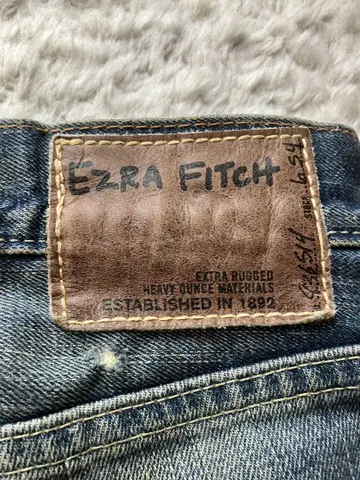 EZRA FITCH
EXTRA RUGGED
HEAVY OUNCE MATERIALS
ESTABLISHED IN 1892